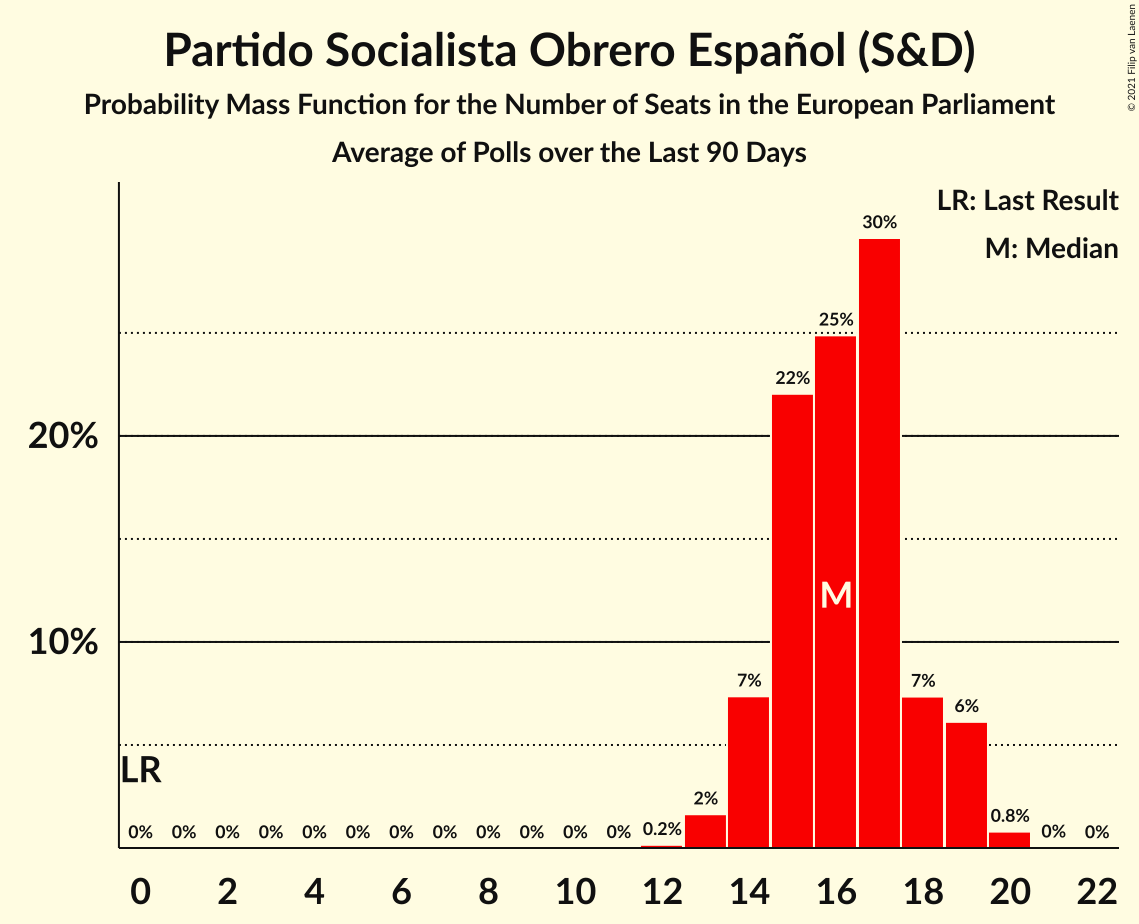 Partido Socialista Obrero Español (S&D)
Probability Mass Function for the Number of Seats in the European Parliament
Average of Polls over the Last 90 Days
© 2021 Filip van Laenen
LR: Last Result
M: Median
30%
25%
22%
20%
M
10%
7%
7%
6%
LR
2%
0% 0% 0% 0% 0% 0% 0% 0% 0% 0% 0% 0% 0.2% 0.8% 0% 0%
0 2 4 6 8 10 12 14 16 18 20 22